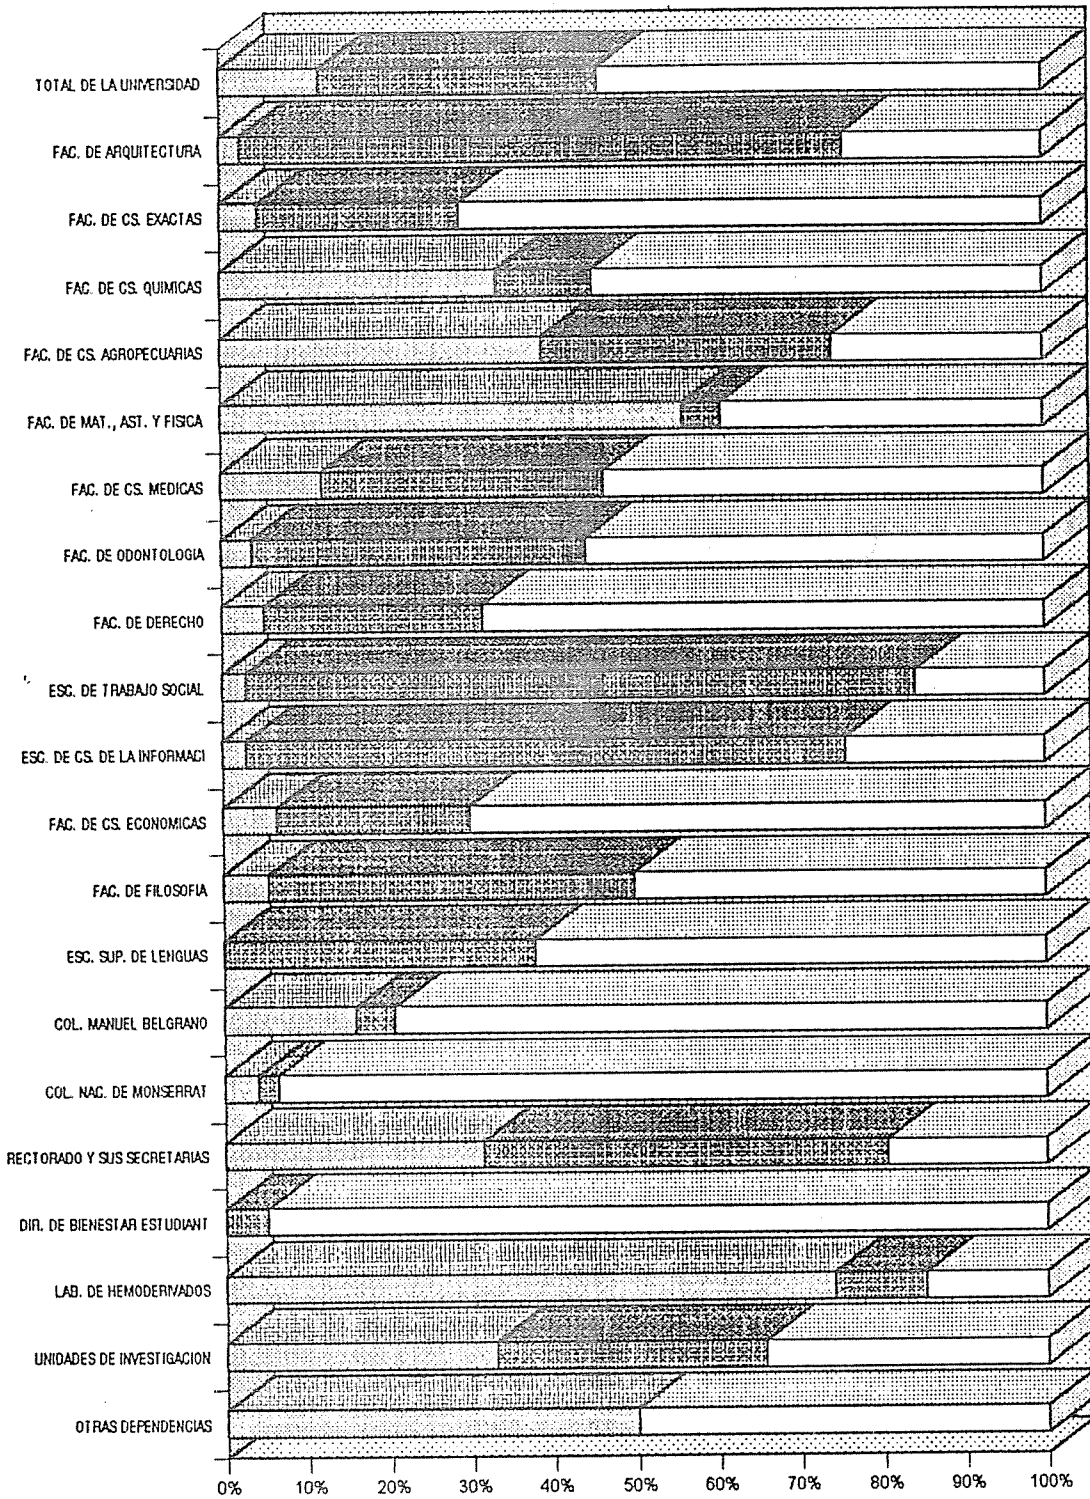 TOTAL DE LA UNIVERSIDAD
FAC. DE ARQUITECTURA
FAC. DE CS. EXACTAS
FAC. DE CS. QUIMICAS
FAC. DE CS. AGROPECUARIAS
FAC. DE MAT., AST. Y FISICA
FAC. DE CS. MEDICAS
FAC. DE ODONTOLOGIA
FAC. DE DERECHO
ESC. DE TRABAJO SOCIAL
ESC. DE CS. DE LA INFORMACI
FAC. DE CS. ECONOMICAS
FAC. DE FILOSOFIA
ESC. SUP. DE LENGUAS
COL. MANUEL BELGRANO
COL. NAC. DE MONSERRAT
RECTORADO Y SUS SECRETARIAS
DIR. DE BIENESTAR ESTUDIANT
LAB. DE HEMODERIVADOS
UNIDADES DE INVESTIGACION
OTRAS DEPENDENCIAS
0% 10% 20% 30% 40% 50% 60% 70% 80% 90% 100%